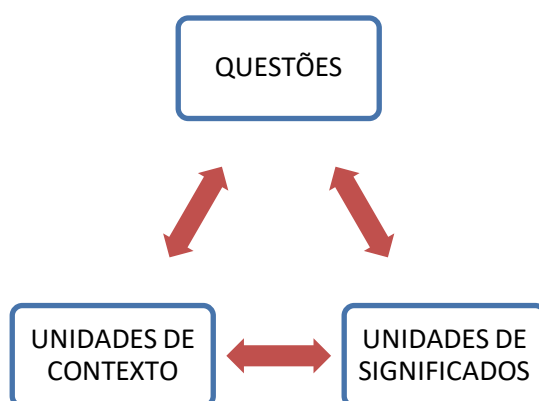 QUESTÕES
UNIDADES DE
CONTEXTO
UNIDADES DE
SIGNIFICADOS